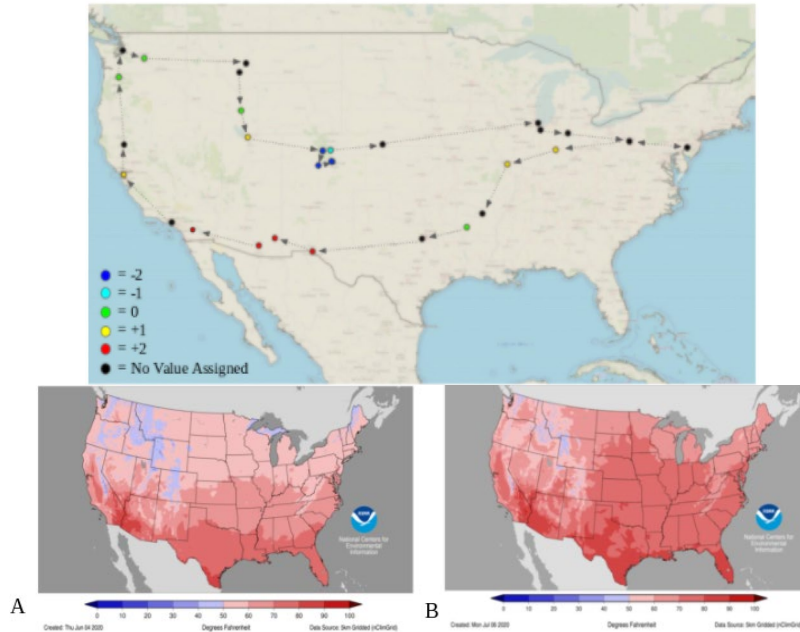 = -2
= -1
= 0
= +1
= +2
= No Value Assigned
National Centers for
Environmental
Information
National Centers for
Environmental
Information
A
0 10 20 30 40 50 60 70 80 90 100
Created: Thu Jun 04 2020 Degrees Fahrenheit Data Source: 5km Gridded (nClimGrid)
B
0 10 20 30 40 50 60 70 80 90 100
Created: Mon Jul 06 2020 Degrees Fahrenheit Data Source: 5km Gridded (nClimGrid)